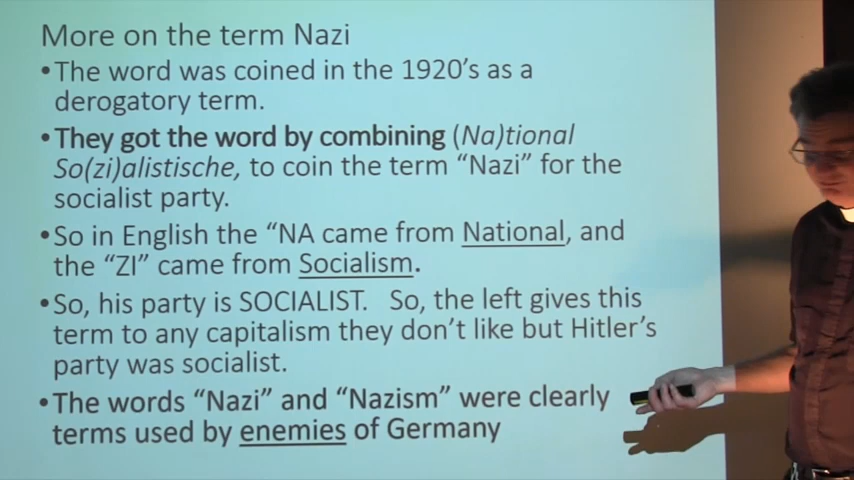 More on the term Nazi
•The word was coined in the 1920's as a
derogatory term.
•They got the word by combining (Na)tional
So(zi)alistische, to coin the term "Nazi" for the
socialist party.
•So in English the "NA came from National, and
the "ZI" came from Socialism.
•So, his party is SOCIALIST. So, the left gives this
term to any capitalism they don't like but Hitler's
party was socialist.
•The words "Nazi" and "Nazism" were clearly
terms used by enemies of Germany